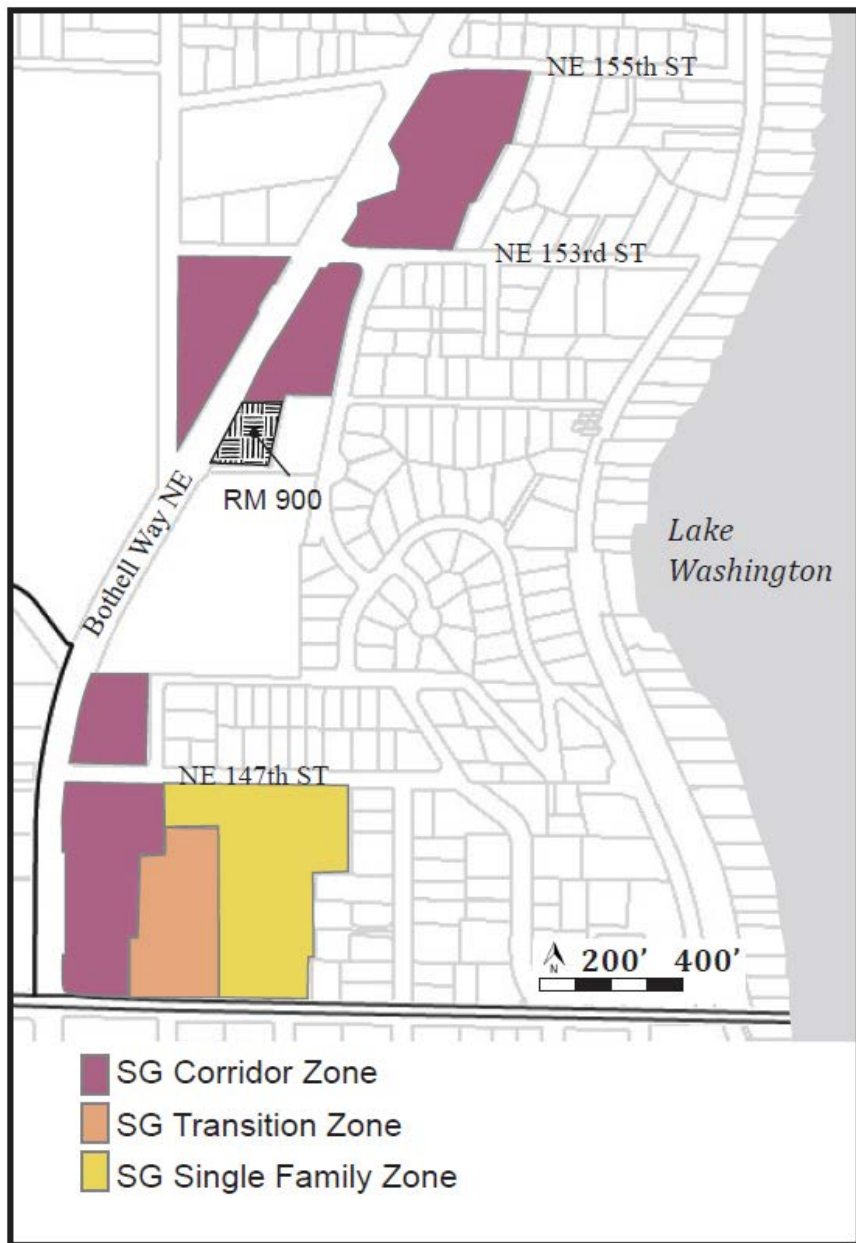 NE 155th ST
NE 153rd ST
RM 900
Bothell Way NE
Lake
Washington
NE 147th ST
N
200’ 400’
SG Corridor Zone
SG Transition Zone
SG Single Family Zone